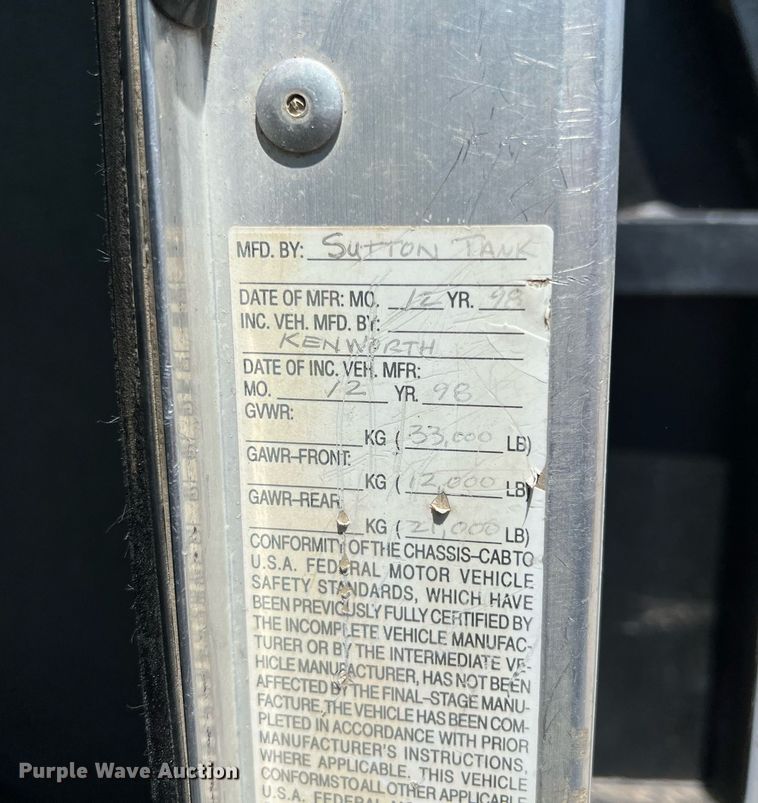 MFD. BY: SUTTON TANK
DATE OF MFR: MO. 12 YR. 98
INC. VEH. MFD. BY:
KENWORTH
DATE OF INC. VEH. MFR:
MO. 12 YR. 98
GVWR:
KG (33,000 LB)
GAWR-FRONT:
KG (12,000 LB)
GAWR-REAR
KG (21,000 LB)
CONFORMITY OF THE CHASSIS-CAB TO
U.S.A. FEDERAL MOTOR VEHICLE
SAFETY STANDARDS, WHICH HAVE
BEEN PREVIOUSLY FULLY CERTIFIED BY
THE INCOMPLETE VEHICLE MANUFAC-
TURER OR BY THE INTERMEDIATE VE-
HICLE MANUFACTURER, HAS NOT BEEN
AFFECTED BY THE FINAL-STAGE MANU-
FACTURE, THE VEHICLE HAS BEEN COM-
PLETED IN ACCORDANCE WITH PRIOR
MANUFACTURER'S INSTRUCTIONS,
WHERE APPLICABLE. THIS VEHICLE
CONFORMS TO ALL OTHER APPLICABLE
U.S.A. FEDERAL
Purple Wave Auction